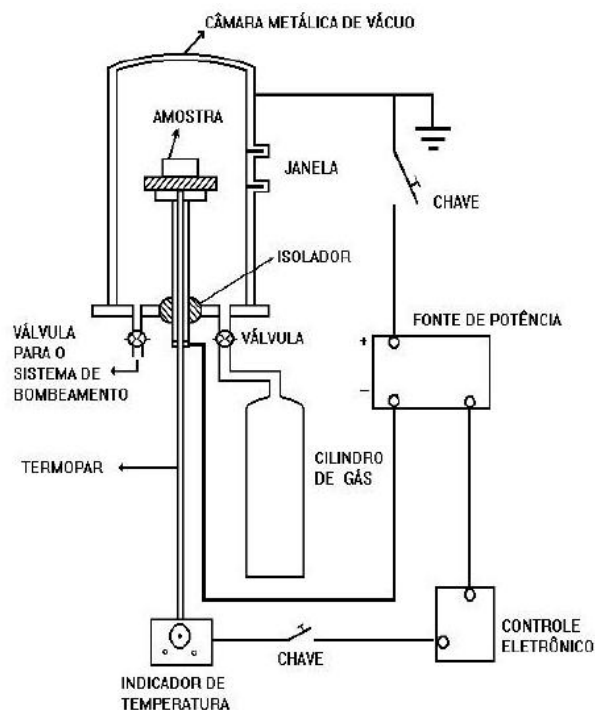 CÂMARA METÁLICA DE VÁCUO
AMOSTRA
JANELA
CHAVE
ISOLADOR
FONTE DE POTÊNCIA
+
–
VÁLVULA
PARA O
SISTEMA DE
BOMBEAMENTO
VÁLVULA
TERMOPAR
CILINDRO
DE GÁS
CONTROLE
ELETRÔNICO
CHAVE
INDICADOR DE
TEMPERATURA